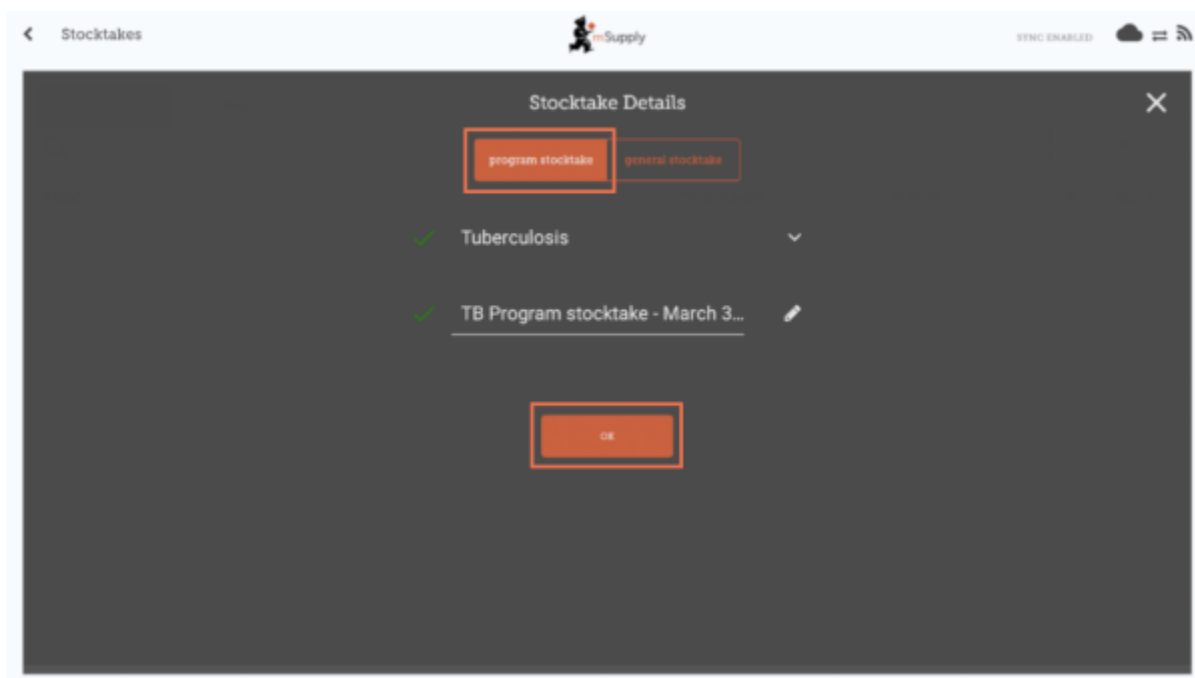 Stocktakes
mSupply
SYNC ENABLED
Stocktake Details
program stocktake
general stocktake
Tuberculosis
TB Program stocktake - March 3...
OK